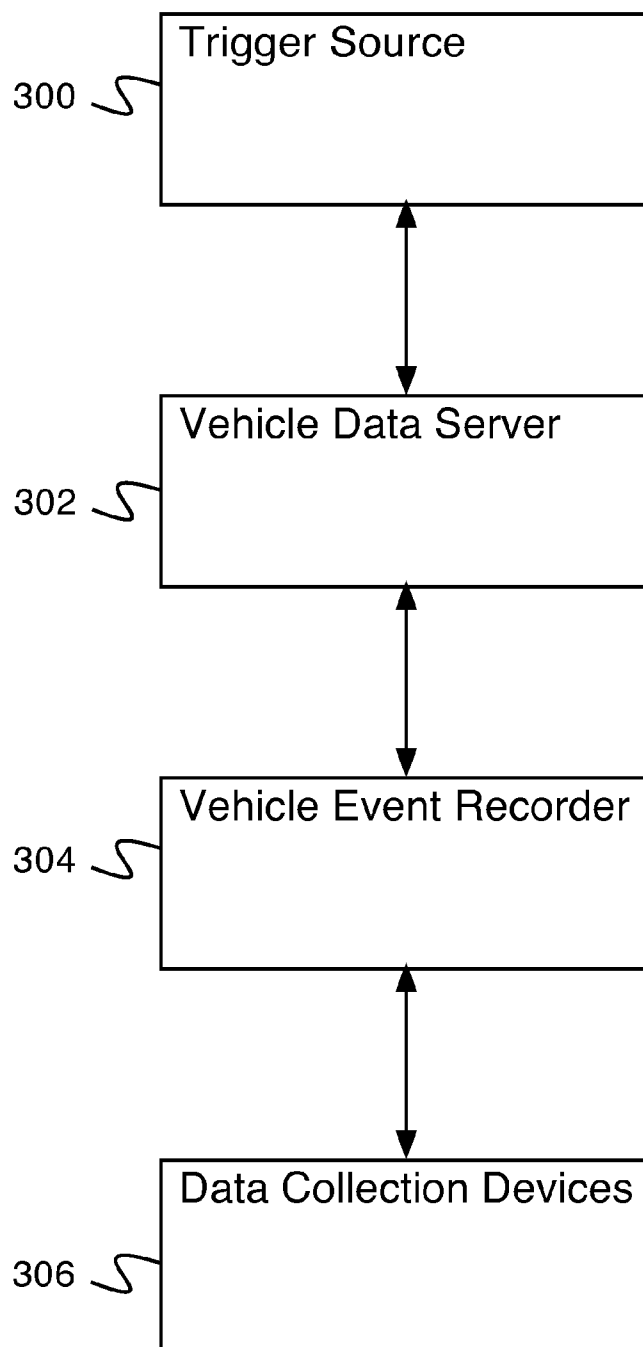 Trigger Source
300
Vehicle Data Server
302
Vehicle Event Recorder
304
Data Collection Devices
306